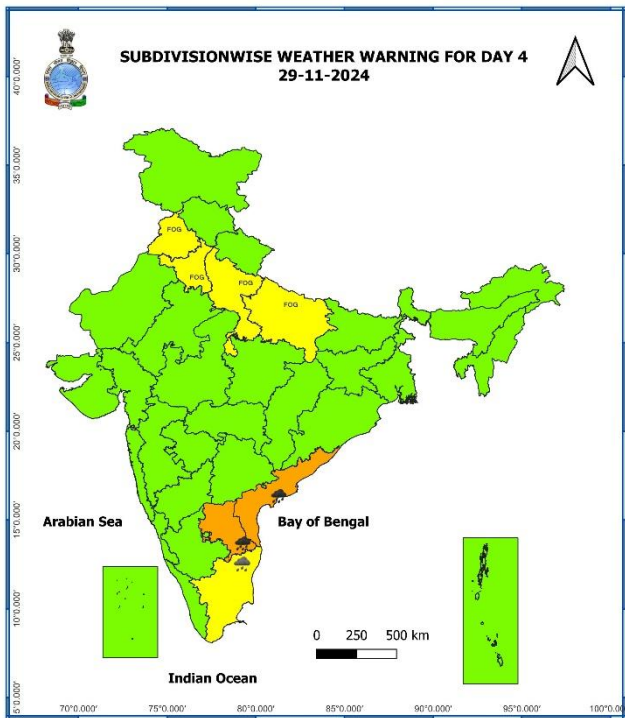 SUBDIVISIONWISE WEATHER WARNING FOR DAY 4
29-11-2024
40°0.000'
35°0.000'
30°0.000'
25°0.000'
20°0.000'
15°0.000'
10°0.000'
5°0.000'
FOG
FOG
FOG
FOG
Arabian Sea
Bay of Bengal
0 250 500 km
Indian Ocean
70°0.000' 75°0.000' 80°0.000' 85°0.000' 90°0.000' 95°0.000'